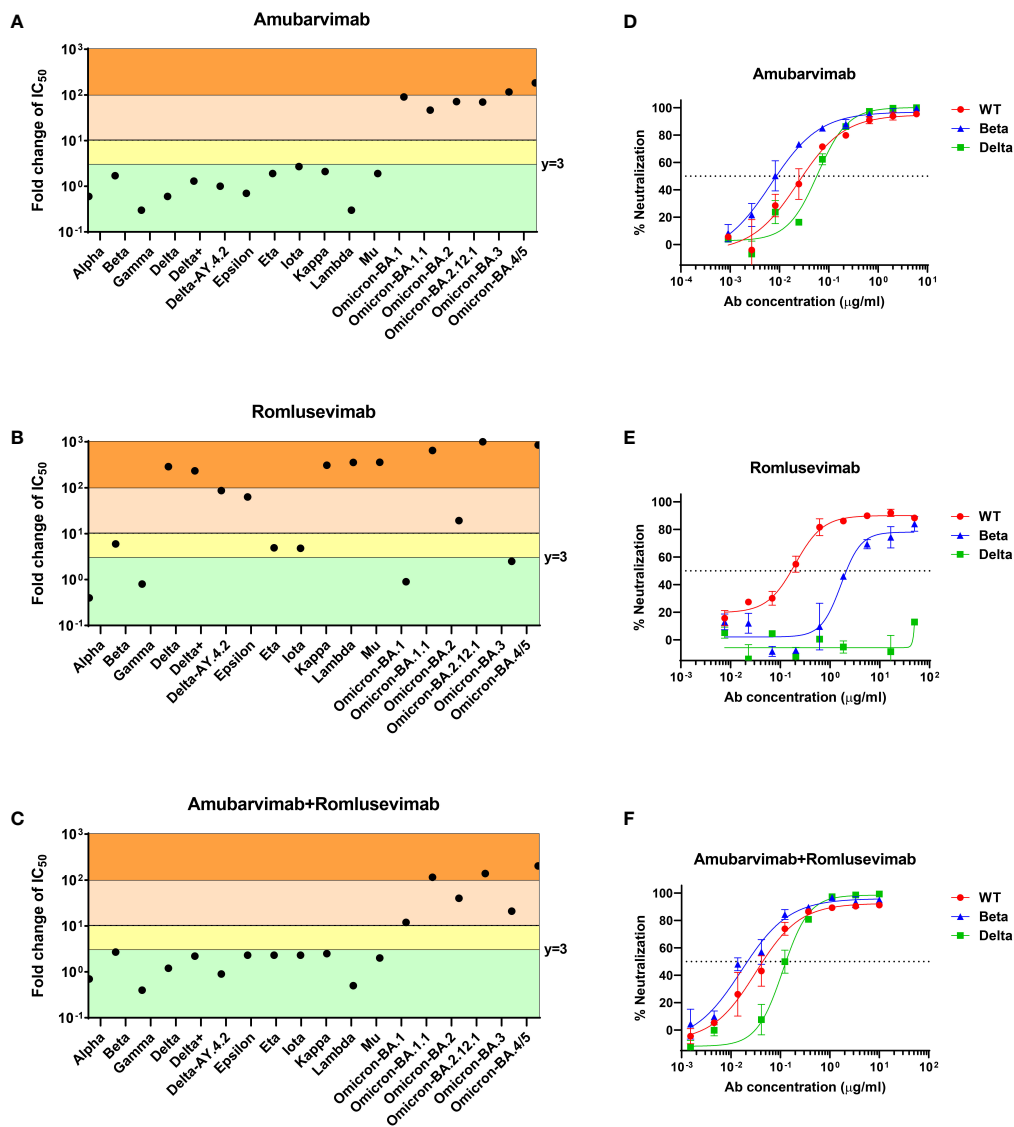 A
Amubarvimab
Fold change of IC50
10³
10²
10¹
10⁰
10⁻¹
y=3
Alpha
Beta
Gamma
Delta
Delta+
Delta-AY.4.2
Epsilon
Eta
Iota
Kappa
Lambda
Mu
Omicron-BA.1
Omicron-BA.1.1
Omicron-BA.2
Omicron-BA.2.12.1
Omicron-BA.3
Omicron-BA.4/5
D
Amubarvimab
% Neutralization
100
80
60
40
20
0
10⁻⁴
10⁻³
10⁻²
10⁻¹
10⁰
10¹
Ab concentration (μg/ml)
WT
Beta
Delta
B
Romlusevimab
Fold change of IC50
10³
10²
10¹
10⁰
10⁻¹
y=3
Alpha
Beta
Gamma
Delta
Delta+
Delta-AY.4.2
Epsilon
Eta
Iota
Kappa
Lambda
Mu
Omicron-BA.1
Omicron-BA.1.1
Omicron-BA.2
Omicron-BA.2.12.1
Omicron-BA.3
Omicron-BA.4/5
E
Romlusevimab
% Neutralization
100
80
60
40
20
0
10⁻³
10⁻²
10⁻¹
10⁰
10¹
10²
Ab concentration (μg/ml)
WT
Beta
Delta
C
Amubarvimab+Romlusevimab
Fold change of IC50
10³
10²
10¹
10⁰
10⁻¹
y=3
Alpha
Beta
Gamma
Delta
Delta+
Delta-AY.4.2
Epsilon
Eta
Iota
Kappa
Lambda
Mu
Omicron-BA.1
Omicron-BA.1.1
Omicron-BA.2
Omicron-BA.2.12.1
Omicron-BA.3
Omicron-BA.4/5
F
Amubarvimab+Romlusevimab
% Neutralization
100
80
60
40
20
0
10⁻³
10⁻²
10⁻¹
10⁰
10¹
10²
Ab concentration (μg/ml)
WT
Beta
Delta